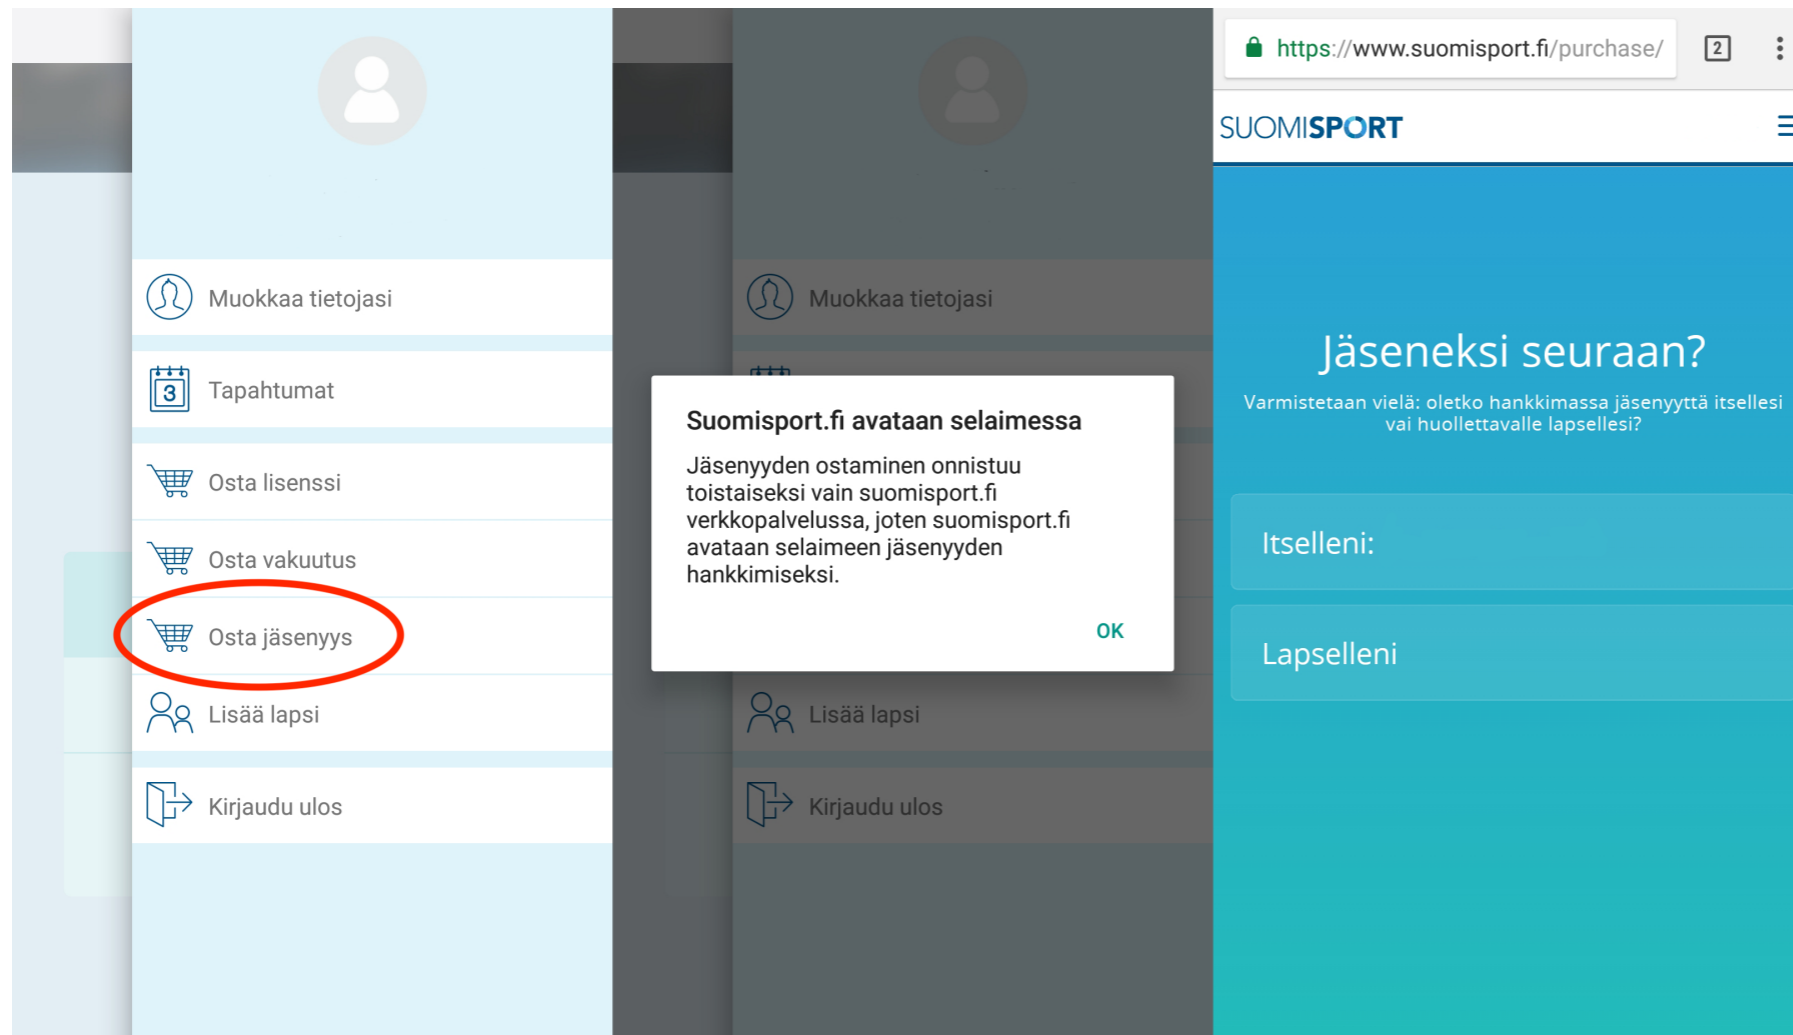 Muokkaa tietojasi
3
Tapahtumat
Osta lisenssi
Osta vakuutus
Osta jäsenyys
Lisää lapsi
Kirjaudu ulos
Muokkaa tietojasi
Suomisport.fi avataan selaimessa
Jäsenyyden ostaminen onnistuu
toistaiseksi vain suomisport.fi
verkkopalvelussa, joten suomisport.fi
avataan selaimeen jäsenyyden
hankkimiseksi.
OK
Lisää lapsi
Kirjaudu ulos
https://www.suomisport.fi/purchase/
2
SUOMISPORT
Jäseneksi seuraan?
Varmistetaan vielä: oletko hankkimassa jäsenyyttä itsellesi
vai huollettavalle lapsellesi?
Itselleni:
Lapselleni